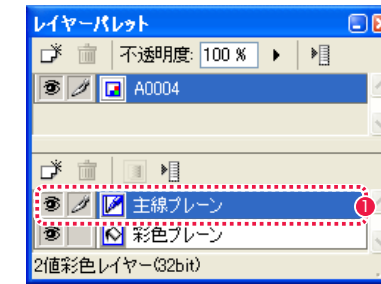 レイヤーパレット
不透明度: 100 %
A0004
主線プレーン
1
彩色プレーン
2値彩色レイヤー(32bit)